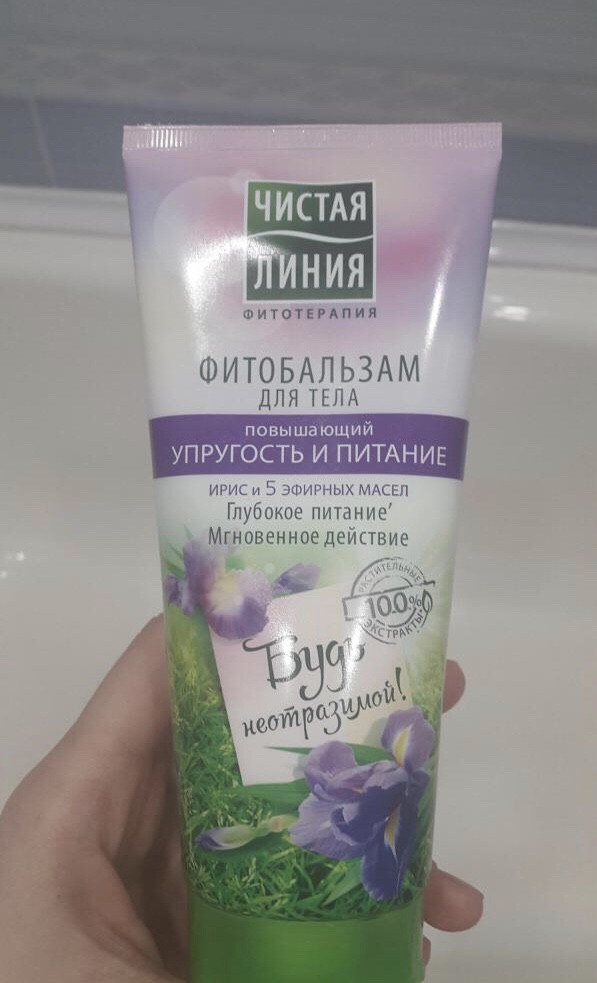 ЧИСТАЯ
ЛИНИЯ
ФИТОТЕРАПИЯ
ФИТОБАЛЬЗАМ
ДЛЯ ТЕЛА
повышающий
УПРУГОСТЬ И ПИТАНИЕ
ИРИС и 5 ЭФИРНЫХ МАСЕЛ
Глубокое питание'
Мгновенное действие
РАСТИТЕЛЬНЫЕ
100%
ЭКСТРАКТЫ
Будь
неотразимой!